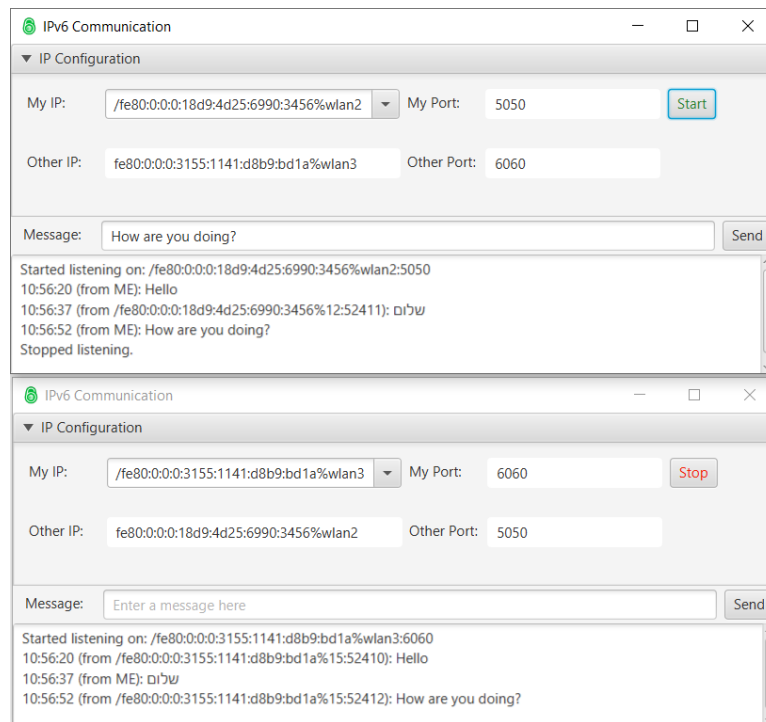 IPv6 Communication
IP Configuration
My IP: /fe80:0:0:0:18d9:4d25:6990:3456%wlan2 My Port: 5050 Start
Other IP: fe80:0:0:0:3155:1141:d8b9:bd1a%wlan3 Other Port: 6060
Message: How are you doing? Send
Started listening on: /fe80:0:0:0:18d9:4d25:6990:3456%wlan2:5050
10:56:20 (from ME): Hello
10:56:37 (from /fe80:0:0:0:18d9:4d25:6990:3456%12:52411): שלום
10:56:52 (from ME): How are you doing?
Stopped listening.
IPv6 Communication
IP Configuration
My IP: /fe80:0:0:0:3155:1141:d8b9:bd1a%wlan3 My Port: 6060 Stop
Other IP: fe80:0:0:0:18d9:4d25:6990:3456%wlan2 Other Port: 5050
Message: Enter a message here Send
Started listening on: /fe80:0:0:0:3155:1141:d8b9:bd1a%wlan3:6060
10:56:20 (from /fe80:0:0:0:3155:1141:d8b9:bd1a%15:52410): Hello
10:56:37 (from ME): שלום
10:56:52 (from /fe80:0:0:0:3155:1141:d8b9:bd1a%15:52412): How are you doing?